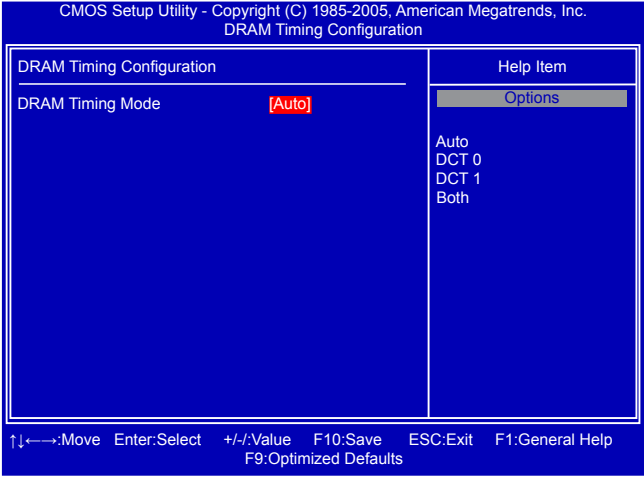 CMOS Setup Utility - Copyright (C) 1985-2005, American Megatrends, Inc.
DRAM Timing Configuration
DRAM Timing Configuration
Help Item
DRAM Timing Mode [Auto]
Options
Auto
DCT 0
DCT 1
Both
↑↓←→:Move Enter:Select +/-/:Value F10:Save ESC:Exit F1:General Help
F9:Optimized Defaults